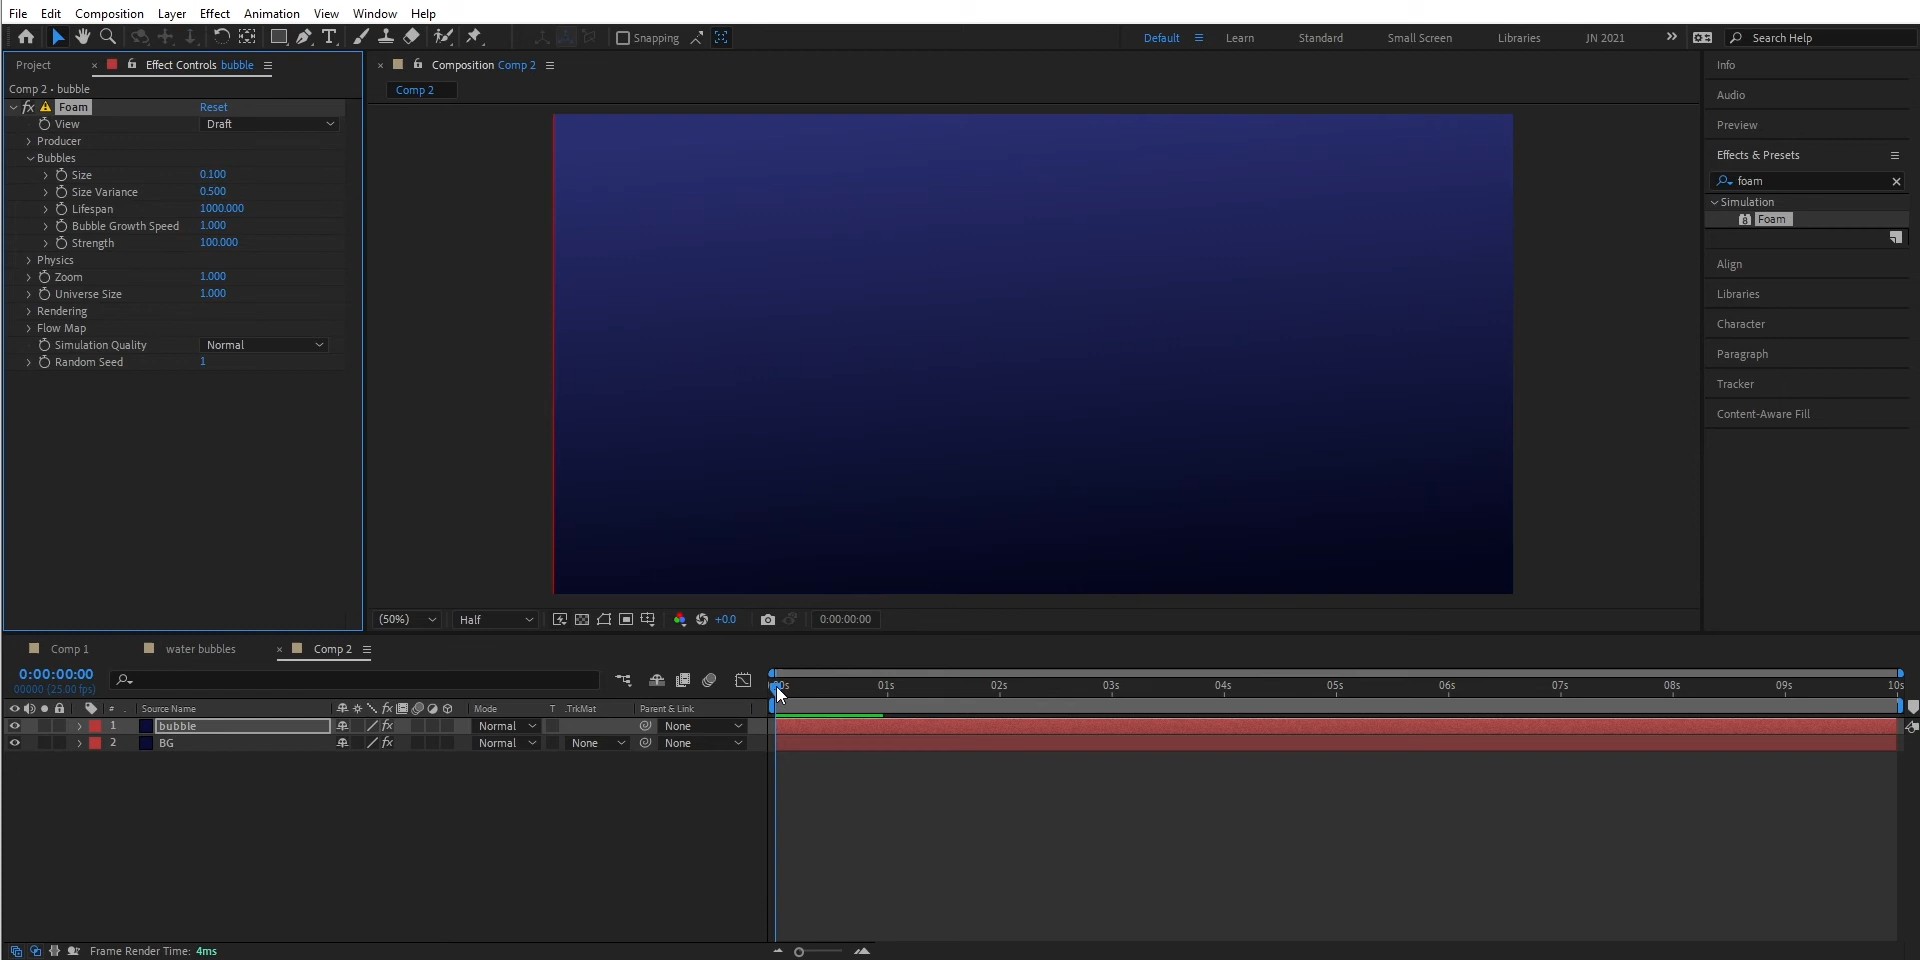 File Edit Composition Layer Effect Animation View Window Help
Snapping
Default Learn Standard Small Screen Libraries JN 2021 Search Help
Project Effect Controls bubble
Composition Comp 2
Comp 2 • bubble
Comp 2
fx Foam Reset
View Draft
Producer
Bubbles
Size 0.100
Size Variance 0.500
Lifespan 1000.000
Bubble Growth Speed 1.000
Strength 100.000
Physics
Zoom 1.000
Universe Size 1.000
Rendering
Flow Map
Simulation Quality Normal
Random Seed 1
Info
Audio
Preview
Effects & Presets
foam
Simulation
Foam
Align
Libraries
Character
Paragraph
Tracker
Content-Aware Fill
(50%) Half +0.0 0:00:00:00
Comp 1 water bubbles Comp 2
0:00:00:00
00000 (25.00 fps)
01s 02s 03s 04s 05s 06s 07s 08s 09s 10s
# Source Name fx Mode T .TrkMat Parent & Link
1 bubble fx Normal None
2 BG fx Normal None None
Frame Render Time: 4ms